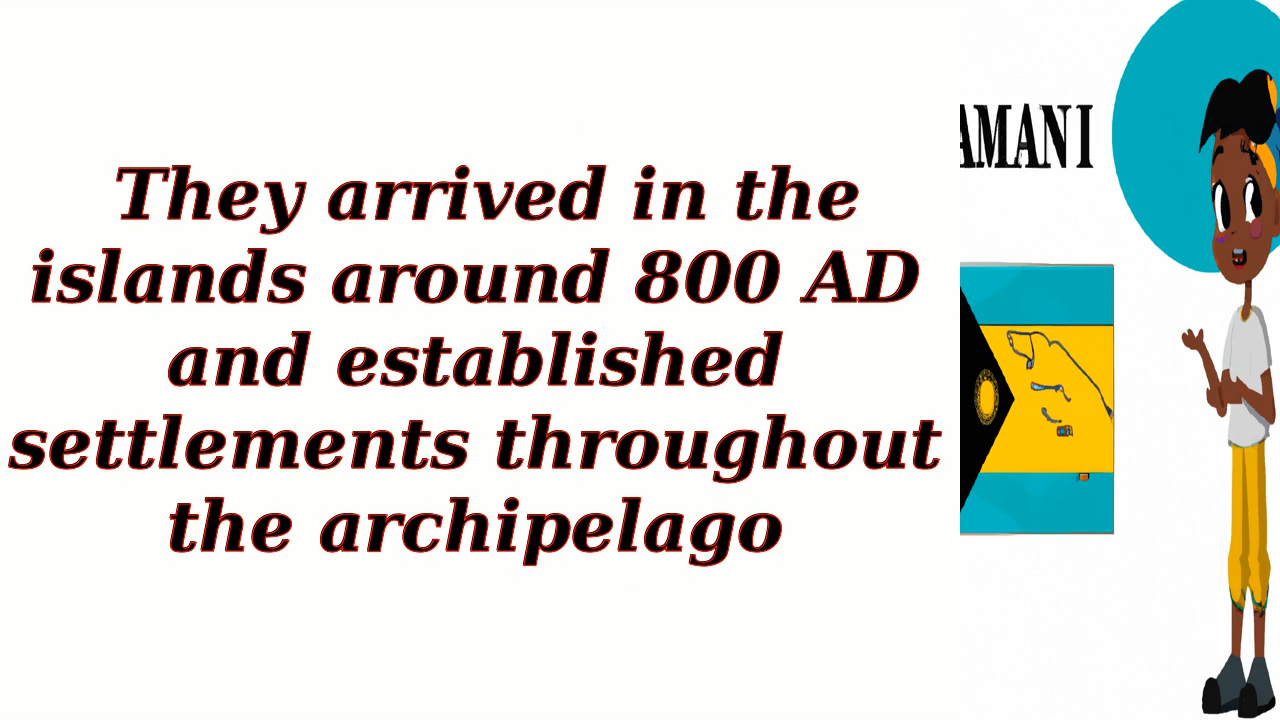 They arrived in the
islands around 800 AD
and established
settlements throughout
the archipelago
AMANI